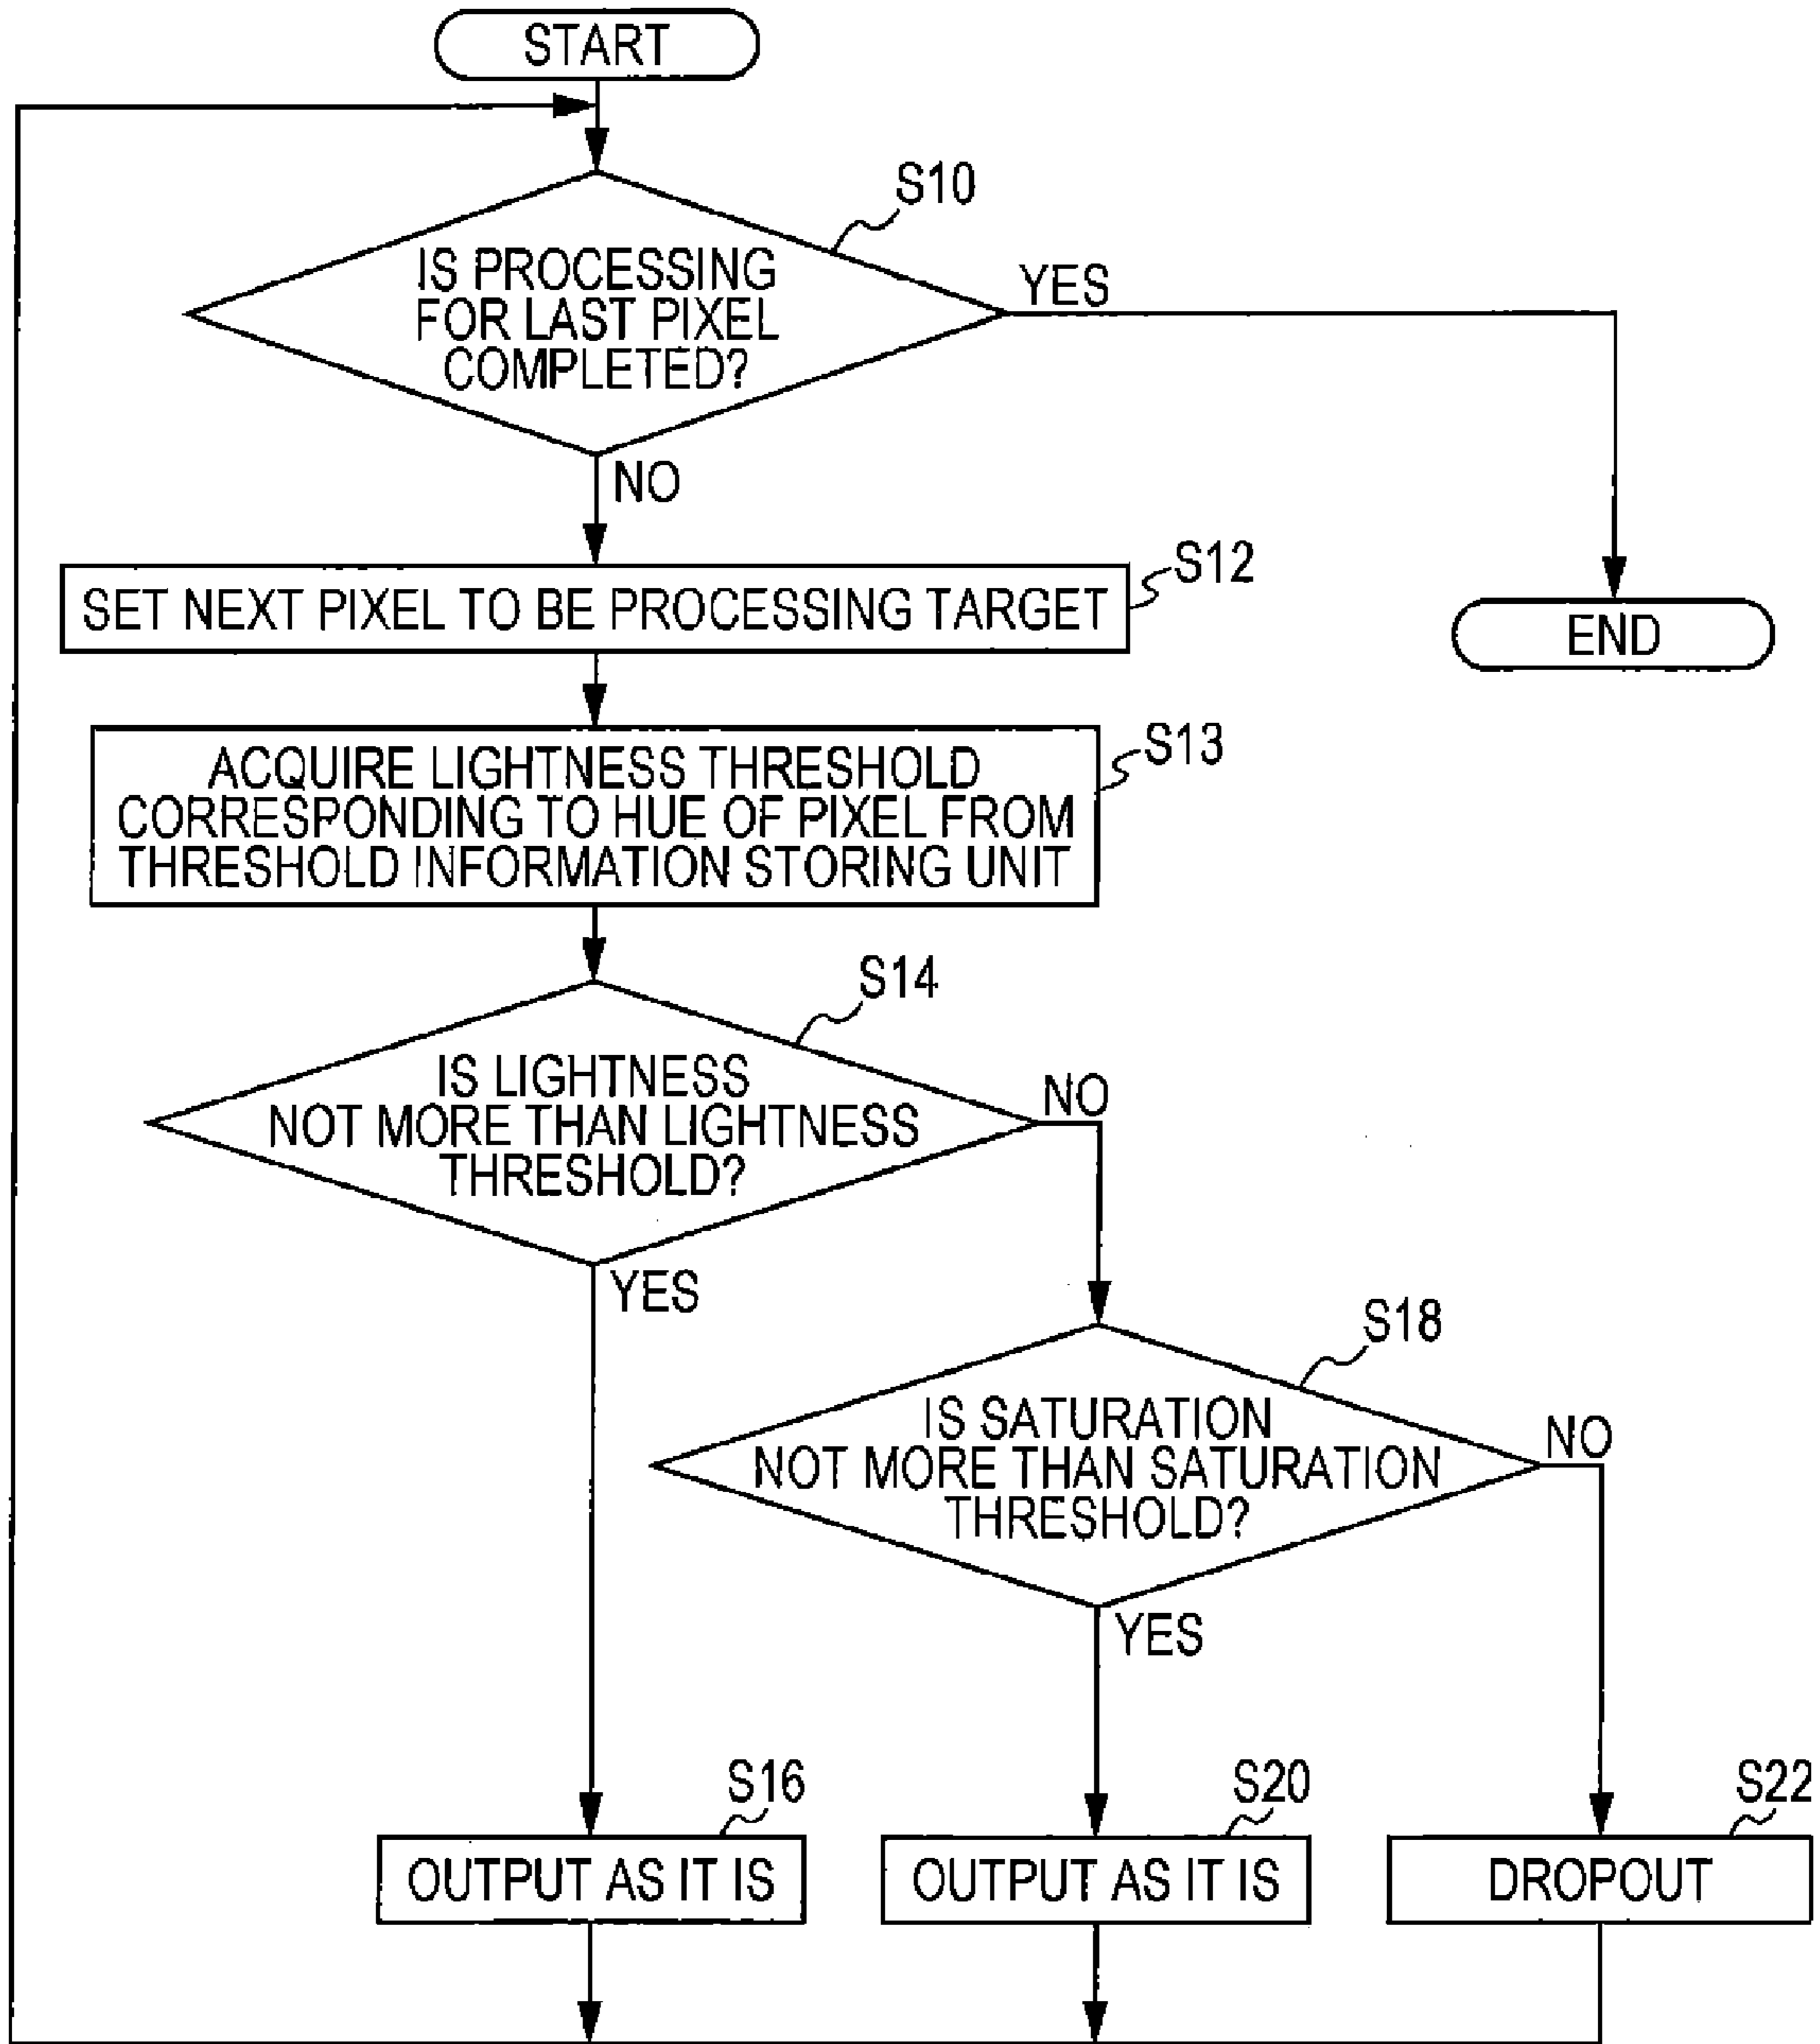 START
S10
IS PROCESSING
FOR LAST PIXEL
COMPLETED?
YES
NO
S12
SET NEXT PIXEL TO BE PROCESSING TARGET
END
S13
ACQUIRE LIGHTNESS THRESHOLD
CORRESPONDING TO HUE OF PIXEL FROM
THRESHOLD INFORMATION STORING UNIT
S14
IS LIGHTNESS
NOT MORE THAN LIGHTNESS
THRESHOLD?
NO
YES
S18
IS SATURATION
NOT MORE THAN SATURATION
THRESHOLD?
NO
YES
S16
OUTPUT AS IT IS
S20
OUTPUT AS IT IS
S22
DROPOUT